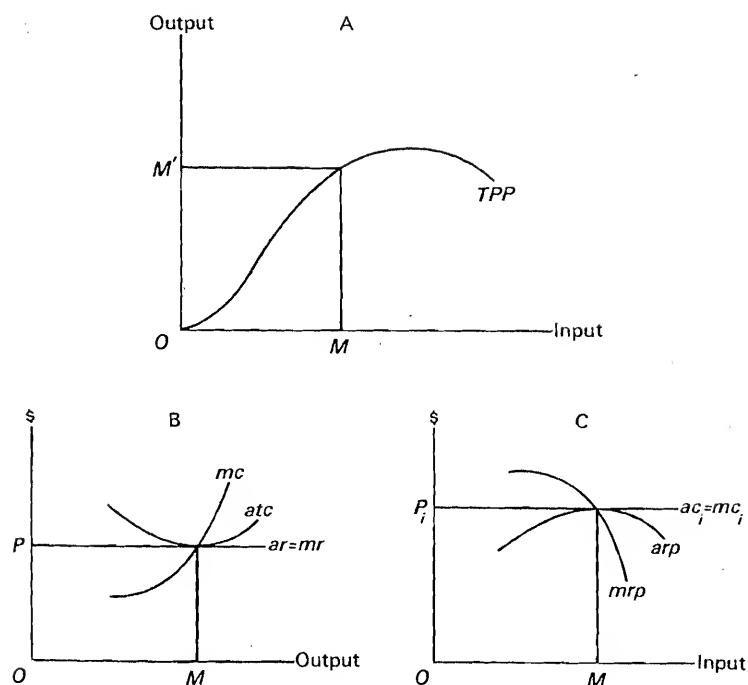 Output
A
M'
TPP
O
M
Input
$
B
mc
atc
P
ar=mr
O
M
Output
$
C
P_i
ac_i=mc_i
arp
mrp
O
M
Input